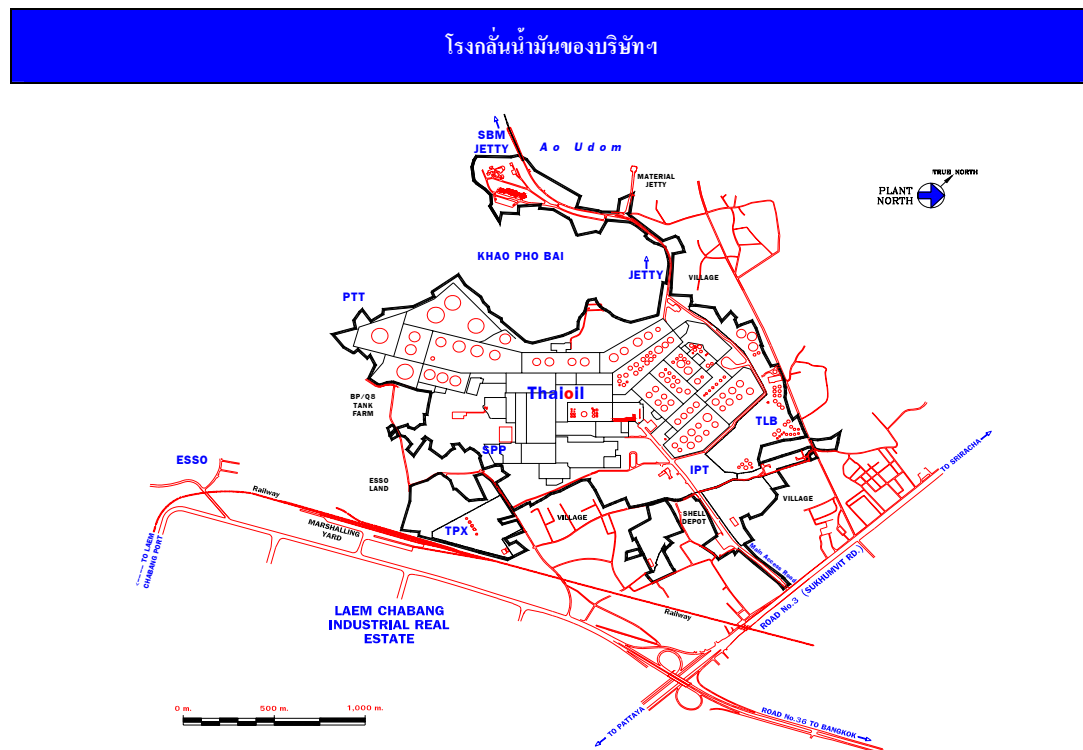 โรงกลั่นน้ำมันของบริษัทฯ
SBM
JETTY
Ao Udom
MATERIAL
JETTY
TRUE NORTH
PLANT
NORTH
KHAO PHO BAI
JETTY
VILLAGE
PTT
Thaioil
BP/Q8
TANK
FARM
TLB
SPP
IPT
ESSO
ESSO
LAND
TO SRIRACHA
Railway
MARSHALLING
YARD
TPX
VILLAGE
SHELL
DEPOT
VILLAGE
TO LAEM
CHABANG PORT
Main Access Road
ROAD No.3 (SUKHUMVIT RD.)
LAEM CHABANG
INDUSTRIAL REAL
ESTATE
Railway
0 m.
500 m.
1,000 m.
TO PATTAYA
ROAD No.36 TO BANGKOK